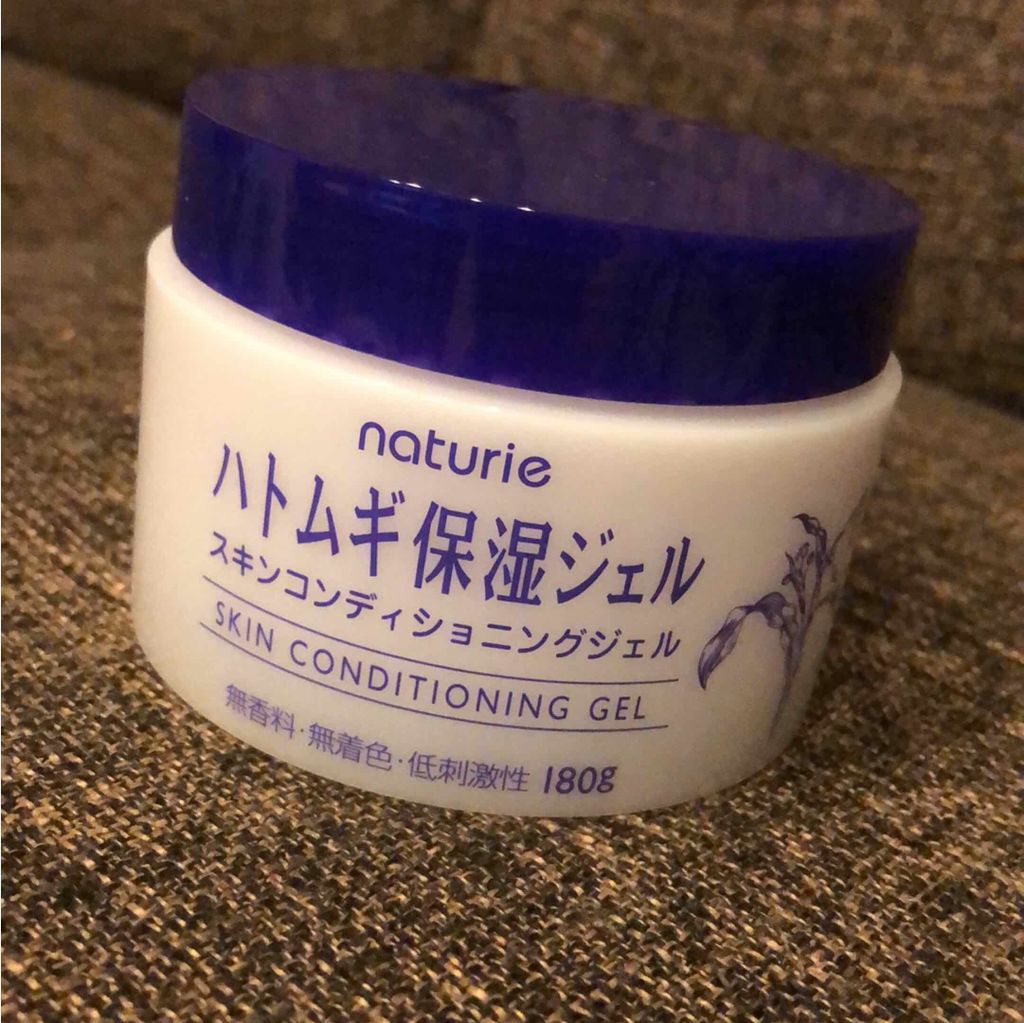 naturie
ハトムギ保湿ジェル
スキンコンディショニングジェル
SKIN CONDITIONING GEL
無香料・無着色・低刺激性 180g